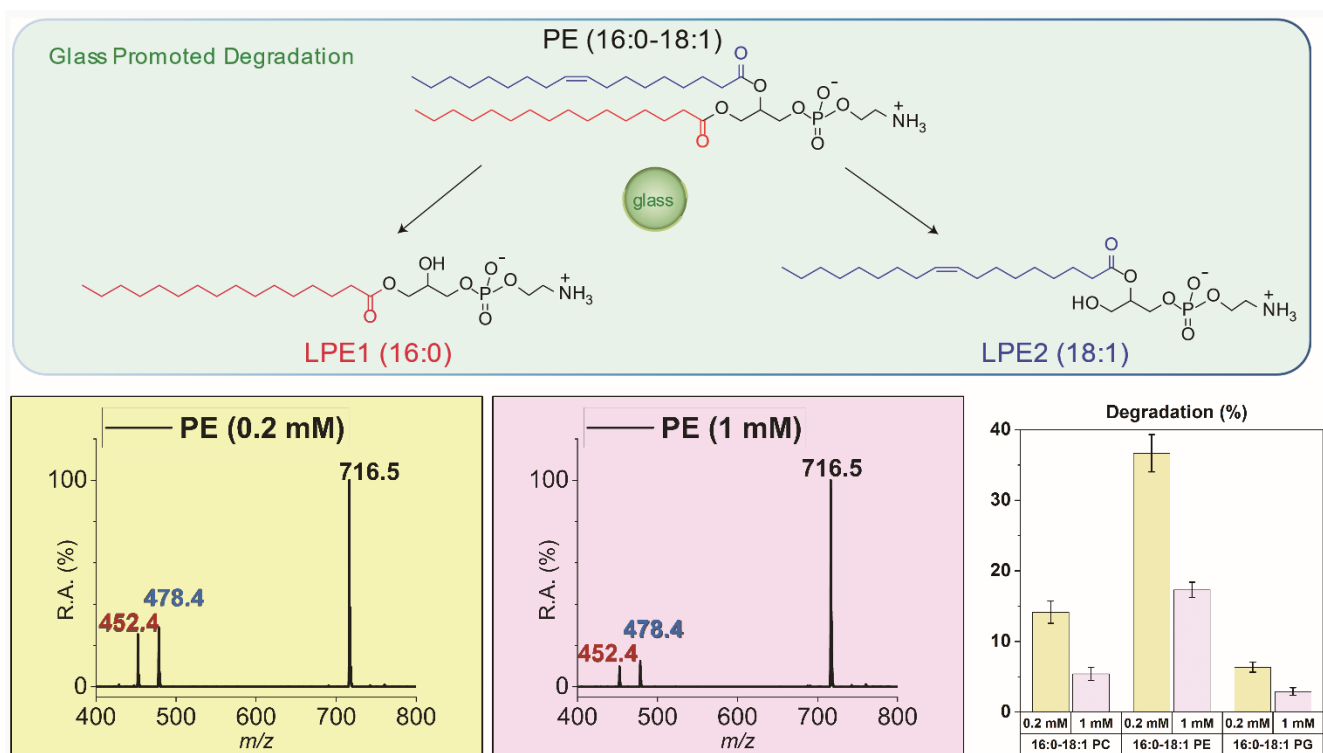 Glass Promoted Degradation
PE (16:0-18:1)
O
O
O
O
O
O⁻
P
O
O
NH₃
+
glass
O
O
OH
O
O⁻
P
O
O
NH₃
+
LPE1 (16:0)
O
O
HO
O
O⁻
P
O
O
NH₃
+
LPE2 (18:1)
PE (0.2 mM)
100
0
R.A. (%)
716.5
478.4
452.4
400 500 600 700 800
m/z
PE (1 mM)
100
0
R.A. (%)
716.5
478.4
452.4
400 500 600 700 800
m/z
Degradation (%)
40
30
20
10
0
0.2 mM 1 mM 0.2 mM 1 mM 0.2 mM 1 mM
16:0-18:1 PC 16:0-18:1 PE 16:0-18:1 PG